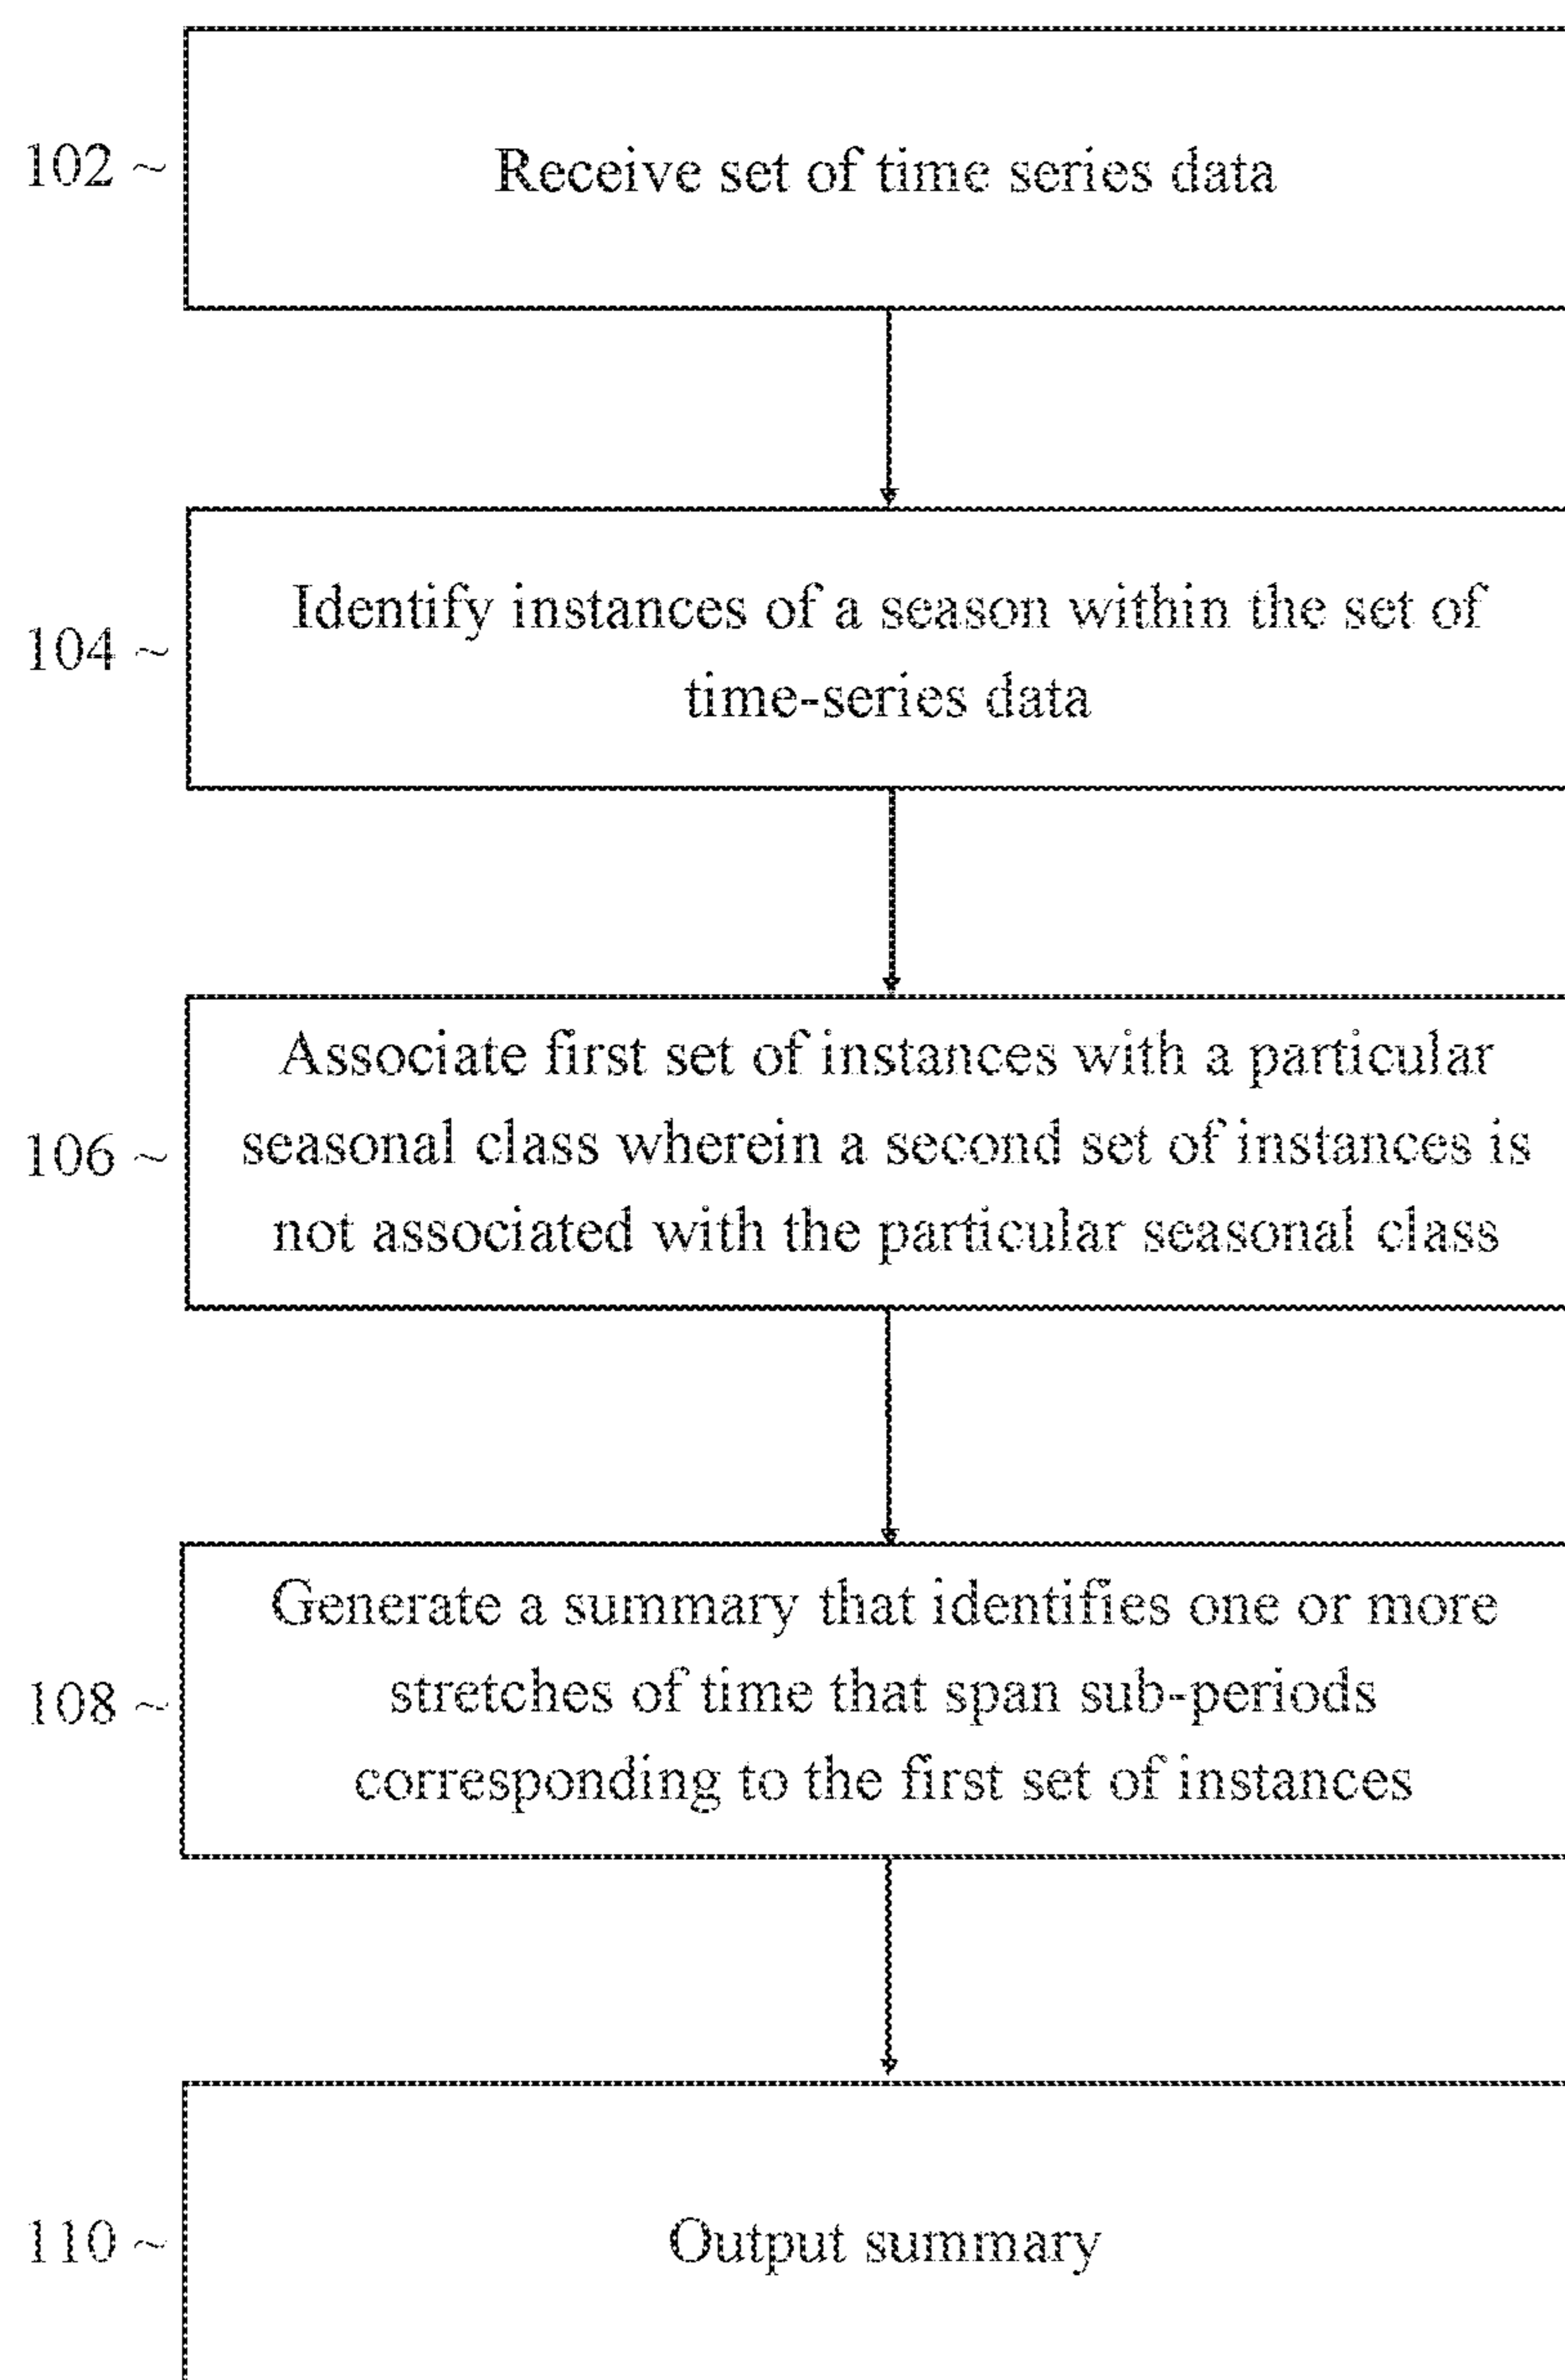 102 ~ Receive set of time series data
104 ~ Identify instances of a season within the set of
time-series data
106 ~ Associate first set of instances with a particular
seasonal class wherein a second set of instances is
not associated with the particular seasonal class
108 ~ Generate a summary that identifies one or more
stretches of time that span sub-periods
corresponding to the first set of instances
110 ~ Output summary